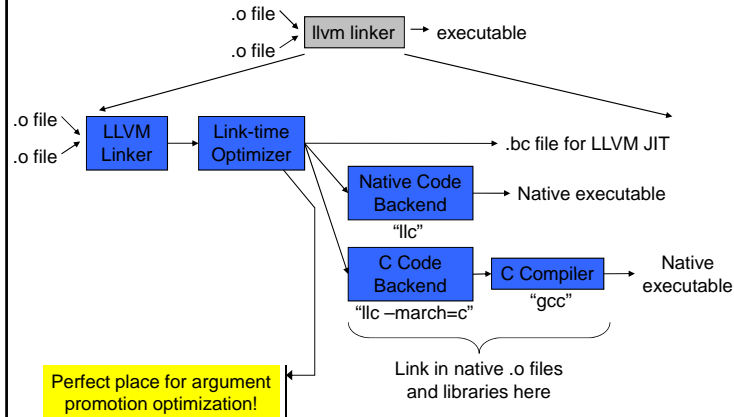 .o file
.o file
llvm linker
executable
.o file
.o file
LLVM
Linker
Link-time
Optimizer
.bc file for LLVM JIT
Native Code
Backend
Native executable
“llc”
C Code
Backend
C Compiler
Native
executable
“llc –march=c”
“gcc”
Link in native .o files
and libraries here
Perfect place for argument
promotion optimization!